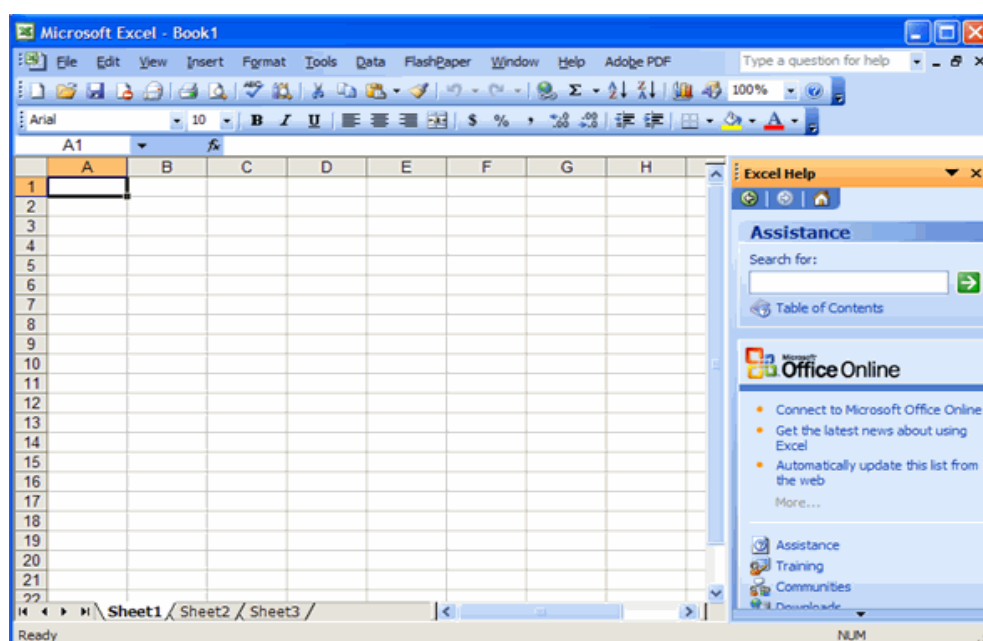 Microsoft Excel - Book1
File Edit View Insert Format Tools Data FlashPaper Window Help Adobe PDF Type a question for help
100%
Arial 10 B I U $ % ,
A1 fx
A B C D E F G H
1
2
3
4
5
6
7
8
9
10
11
12
13
14
15
16
17
18
19
20
21
22
Excel Help
Assistance
Search for:
Table of Contents
Microsoft
Office Online
Connect to Microsoft Office Online
Get the latest news about using
Excel
Automatically update this list from
the web
More...
Assistance
Training
Communities
Downloads
Sheet1 Sheet2 Sheet3
Ready NUM